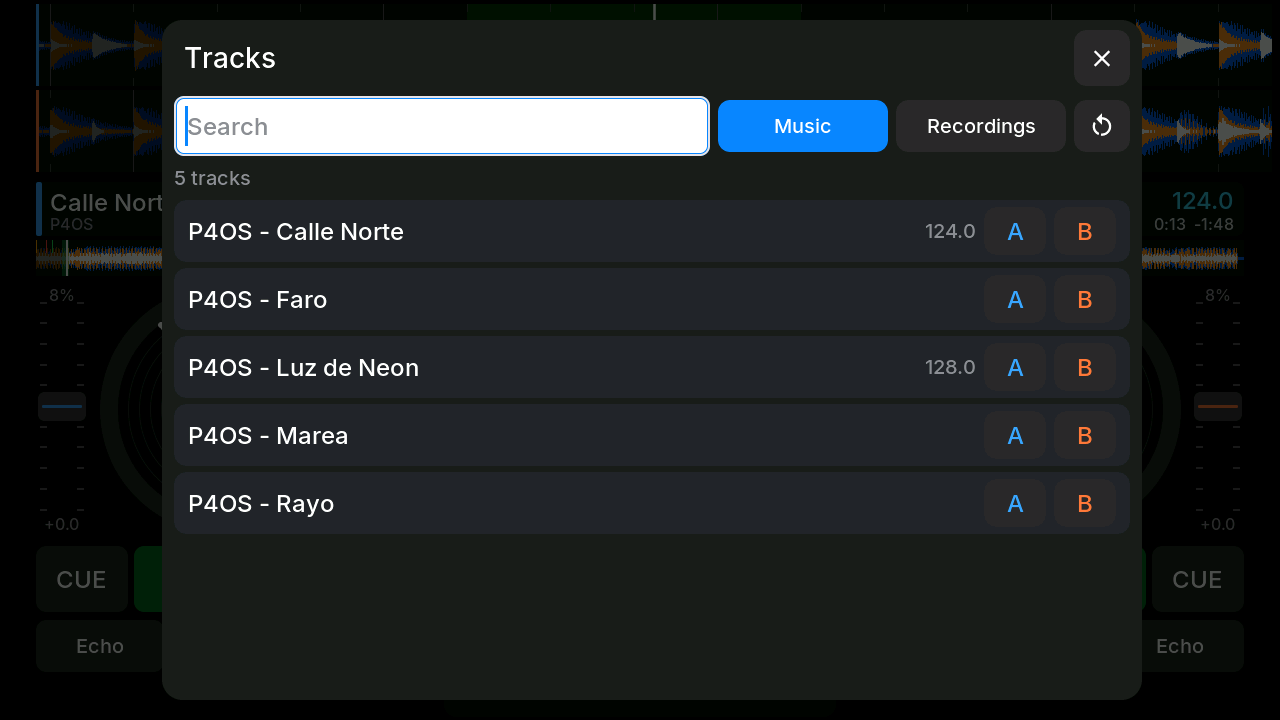 Tracks
Search
Music
Recordings
5 tracks
P4OS - Calle Norte
124.0
A
B
P4OS - Faro
A
B
P4OS - Luz de Neon
128.0
A
B
P4OS - Marea
A
B
P4OS - Rayo
A
B
Calle Nort
P4OS
124.0
0:13 -1:48
8%
8%
+0.0
+0.0
CUE
CUE
Echo
Echo